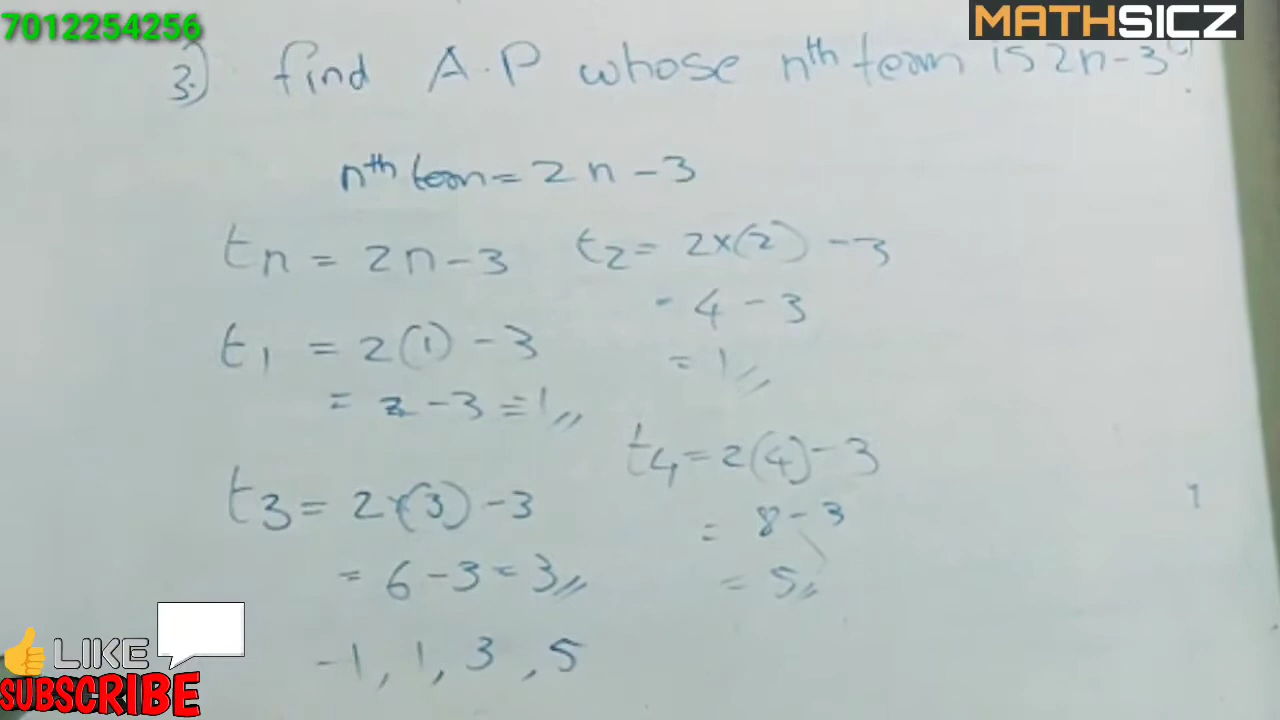 7012254256
MATHSICZ
3.) find A.P whose nth term is 2n-3?
nth term = 2n - 3
tn = 2n - 3
t1 = 2(1) - 3
= 2 - 3 = 1
t2 = 2×(2) - 3
- 4 - 3
= 1
t3 = 2×(3) - 3
= 6 - 3 = 3
t4 = 2(4) - 3
= 8 - 3
= 5
-1, 1, 3, 5
LIKE
SUBSCRIBE